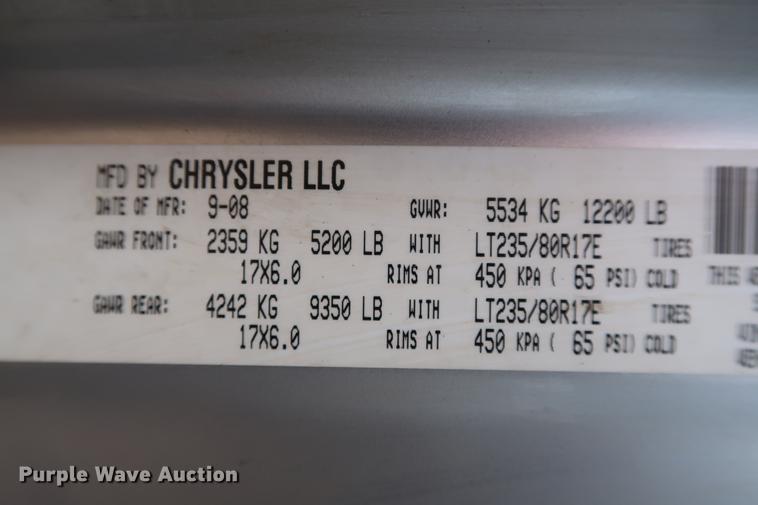 MFD BY CHRYSLER LLC
DATE OF MFR: 9-08 GVWR: 5534 KG 12200 LB
GAWR FRONT: 2359 KG 5200 LB WITH LT235/80R17E TIRES
17X6.0 RIMS AT 450 KPA ( 65 PSI) COLD THIS
GAWR REAR: 4242 KG 9350 LB WITH LT235/80R17E TIRES
17X6.0 RIMS AT 450 KPA ( 65 PSI) COLD
Purple Wave Auction